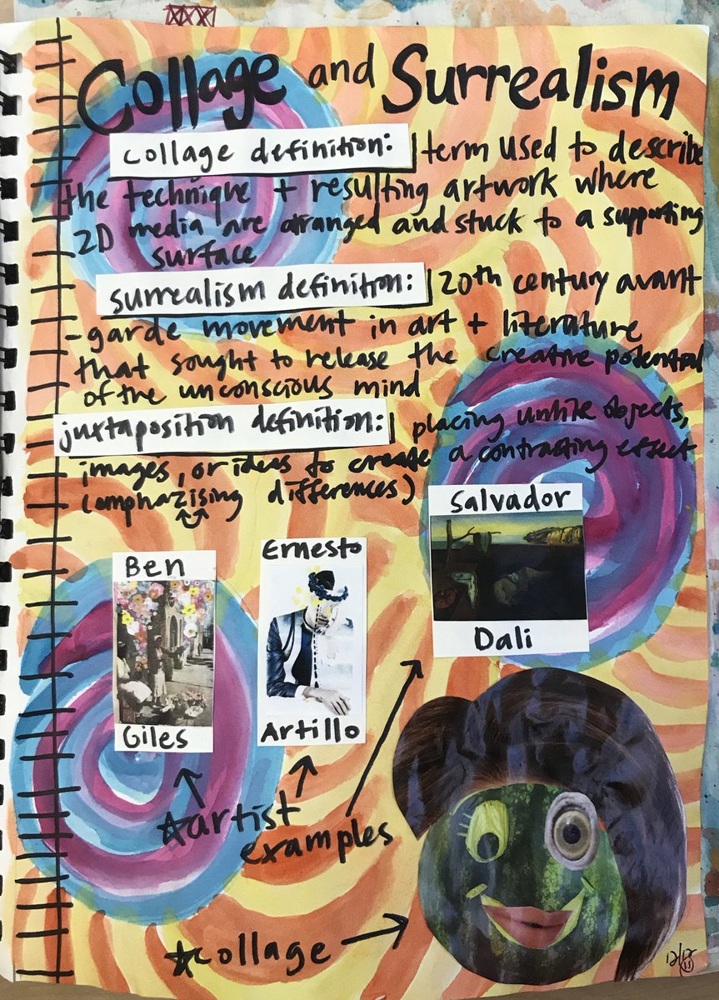 Collage and Surrealism
collage definition: term used to describe
the technique + resulting artwork where
2D media are arranged and stuck to a supporting
surface
surrealism definition: 20th century avant
-garde movement in art + literature
that sought to release the creative potential
of the unconscious mind
juxtaposition definition: placing unlike objects,
images, or ideas to create a contrasting effect
(emphazising differences)
Salvador
Dali
Ernesto
Artillo
Ben
Giles
artist
examples
collage